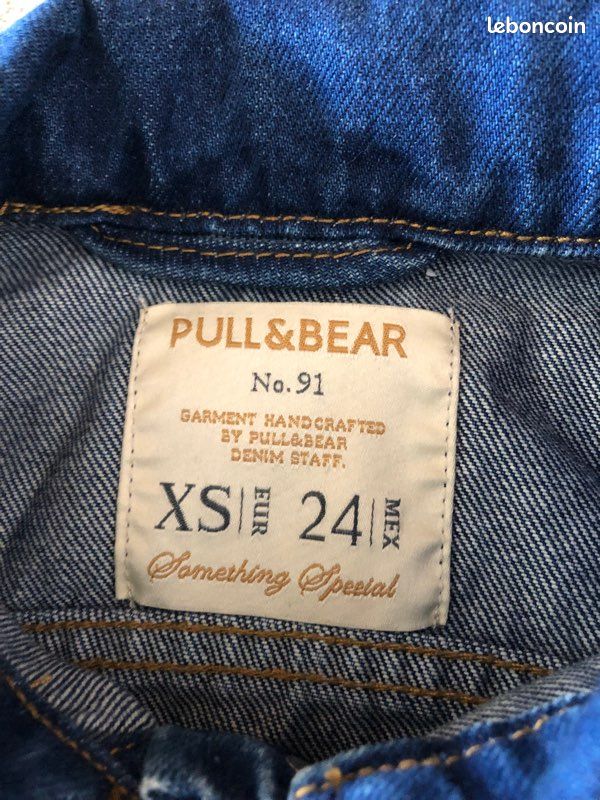 leboncoin
PULL&BEAR
No.91
GARMENT HANDCRAFTED
BY PULL&BEAR
DENIM STAFF.
XS EUR 24 MEX
Something Special